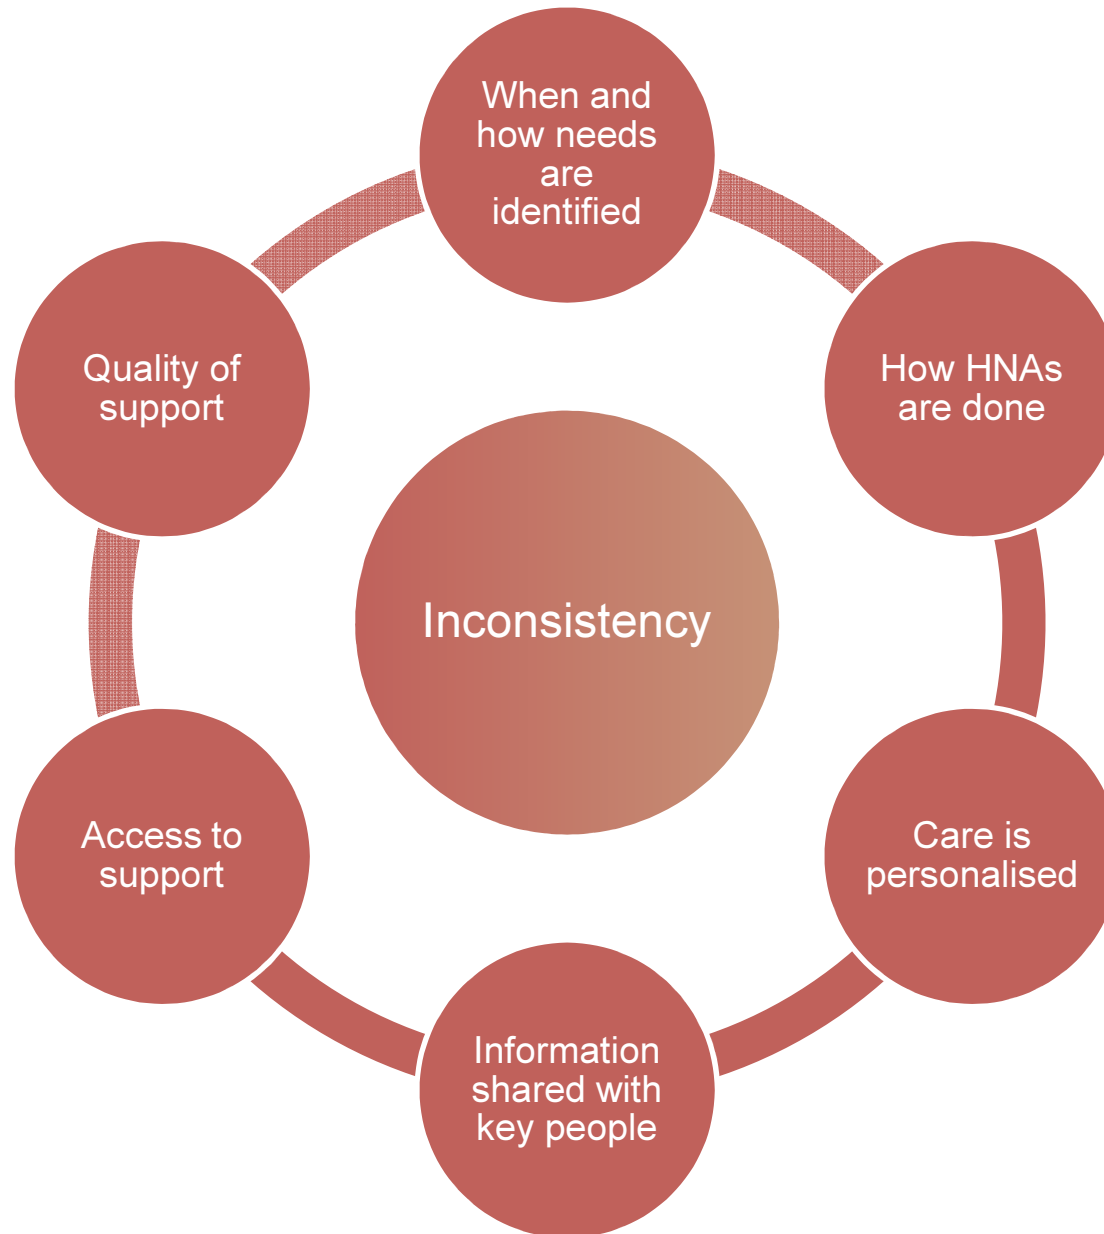 When and
how needs
are
identified
How HNAs
are done
Care is
personalised
Information
shared with
key people
Access to
support
Quality of
support
Inconsistency